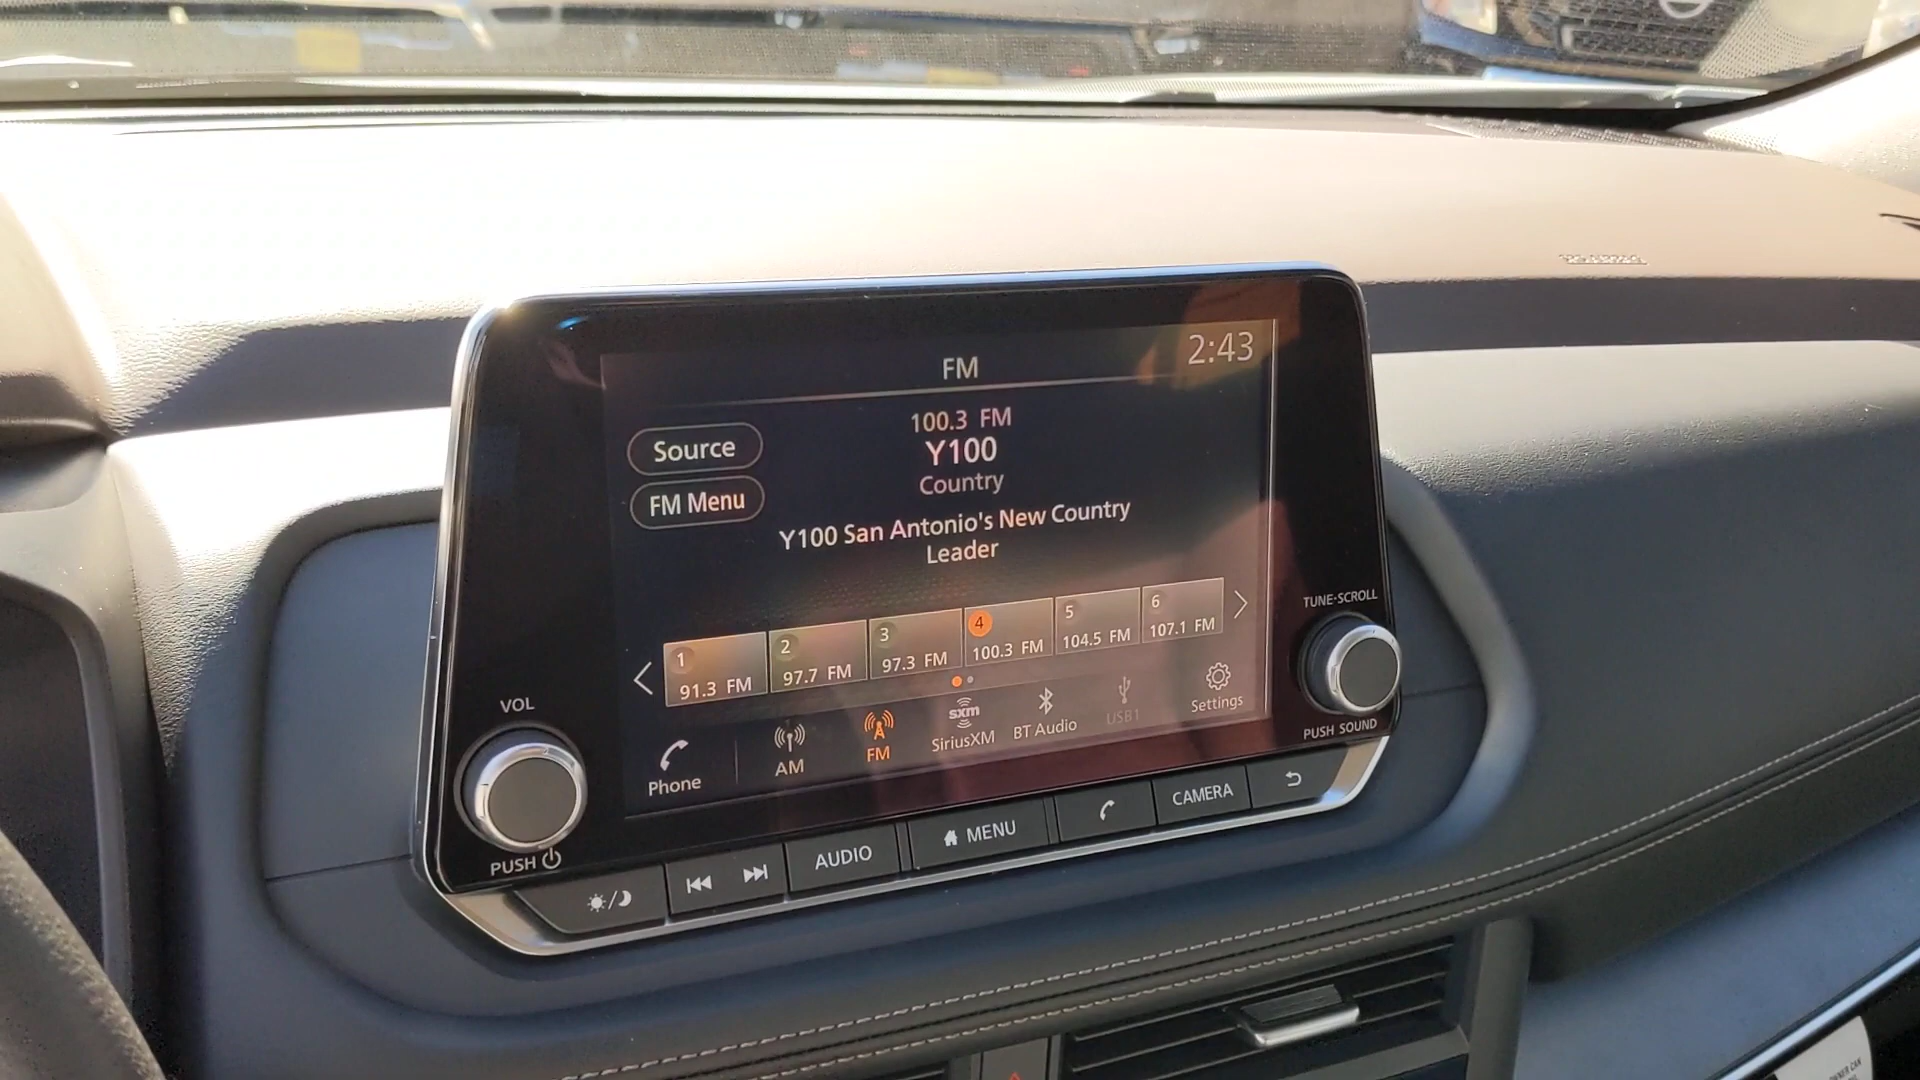 2:43
FM
100.3 FM
Y100
Country
Source
FM Menu
Y100 San Antonio's New Country
Leader
1 2 3 4 5 6
91.3 FM 97.7 FM 97.3 FM 100.3 FM 104.5 FM 107.1 FM
Phone AM FM SiriusXM BT Audio USB1 Settings
sxm
VOL
PUSH
TUNE·SCROLL
PUSH SOUND
AUDIO MENU CAMERA
OWNER CAN